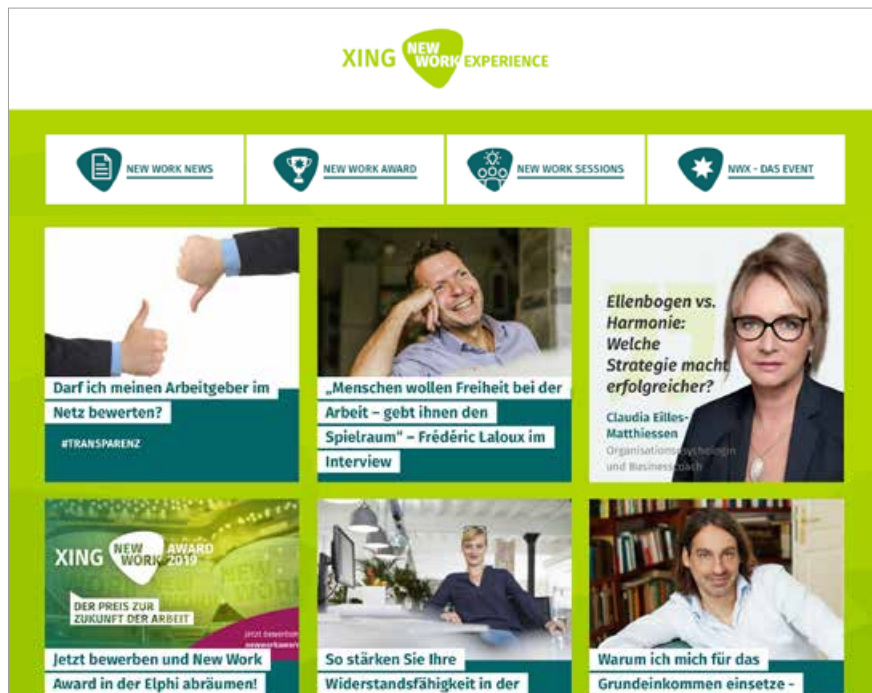 XING NEW WORK EXPERIENCE
NEW WORK NEWS
NEW WORK AWARD
NEW WORK SESSIONS
NWX - DAS EVENT
Darf ich meinen Arbeitgeber im
Netz bewerten?
#TRANSPARENZ
„Menschen wollen Freiheit bei der
Arbeit – gebt ihnen den
Spielraum“ – Frédéric Laloux im
Interview
Ellenbogen vs.
Harmonie:
Welche
Strategie macht
erfolgreicher?
Claudia Eilles-
Matthiessen
Organisationspsychologin
und Businesscoach
XING NEW WORK AWARD 2019
DER PREIS ZUR
ZUKUNFT DER ARBEIT
Jetzt bewerben
Jetzt bewerben und New Work
Award in der Elphi abräumen!
So stärken Sie Ihre
Widerstandsfähigkeit in der
Warum ich mich für das
Grundeinkommen einsetze –